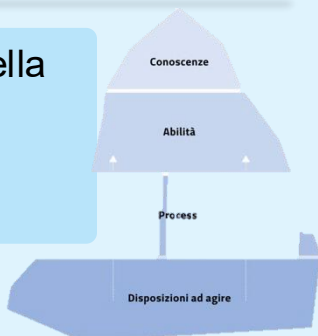 ella
Conoscenze
Abilità
Process
Disposizioni ad agire